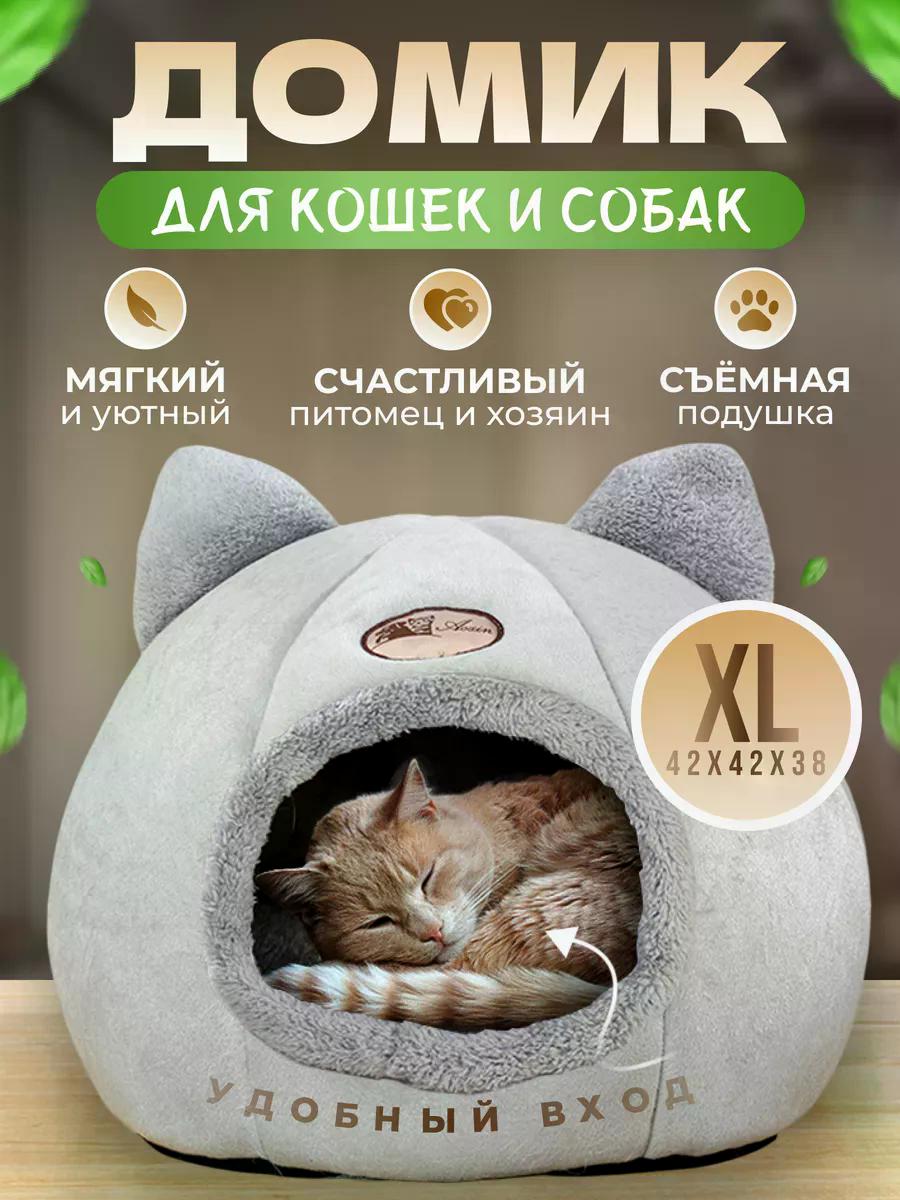 ДОМИК
ДЛЯ КОШЕК И СОБАК
МЯГКИЙ
и уютный
СЧАСТЛИВЫЙ
питомец и хозяин
СЪЁМНАЯ
подушка
XL
42X42X38
УДОБНЫЙ ВХОД